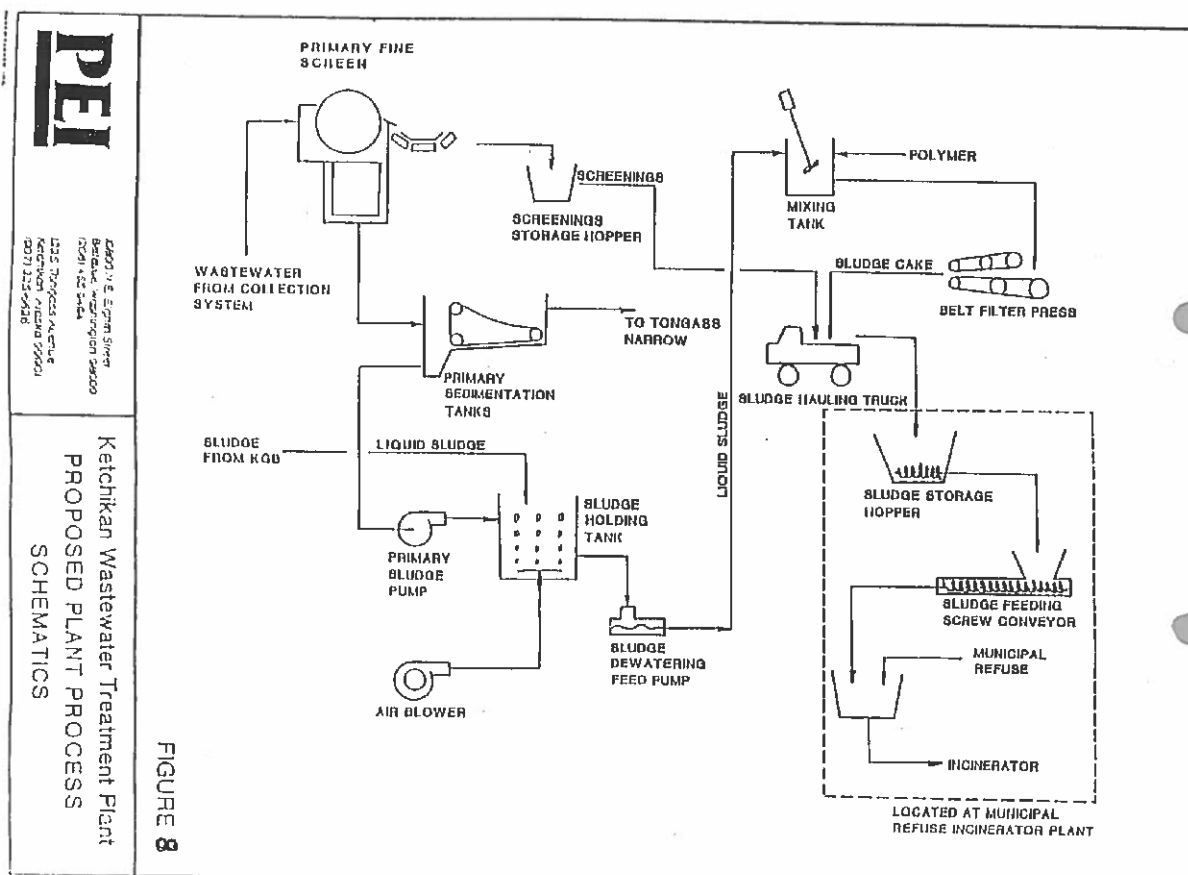 PRIMARY FINE
SCREEN
WASTEWATER
FROM COLLECTION
SYSTEM
SCREENINGS
SCREENINGS
STORAGE HOPPER
POLYMER
MIXING
TANK
SLUDGE CAKE
BELT FILTER PRESS
TO TONGASS
NARROW
PRIMARY
SEDIMENTATION
TANKS
SLUDGE HAULING TRUCK
SLUDGE
FROM KGB
LIQUID SLUDGE
LIQUID SLUDGE
SLUDGE
HOLDING
TANK
PRIMARY
SLUDGE
PUMP
SLUDGE
DEWATERING
FEED PUMP
AIR BLOWER
SLUDGE STORAGE
HOPPER
SLUDGE FEEDING
SCREW CONVEYOR
MUNICIPAL
REFUSE
INCINERATOR
LOCATED AT MUNICIPAL
REFUSE INCINERATOR PLANT
PEI
Ketchikan Wastewater Treatment Plant
PROPOSED PLANT PROCESS
SCHEMATICS
FIGURE 8